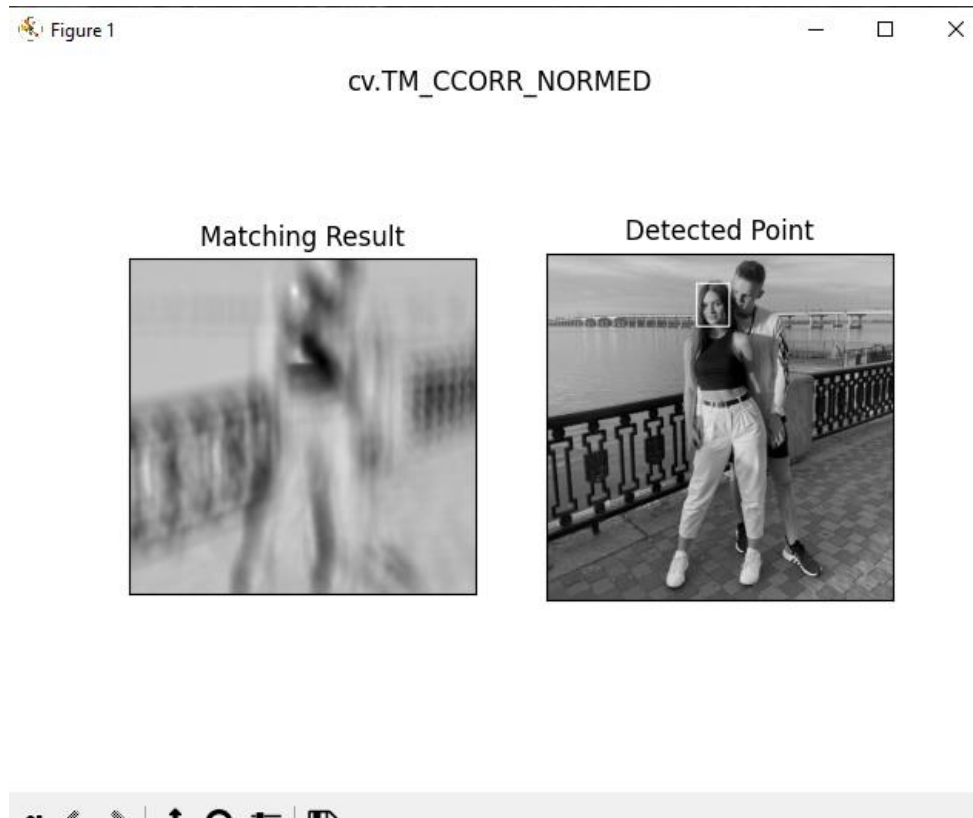 Figure 1
cv.TM_CCORR_NORMED
Matching Result
Detected Point